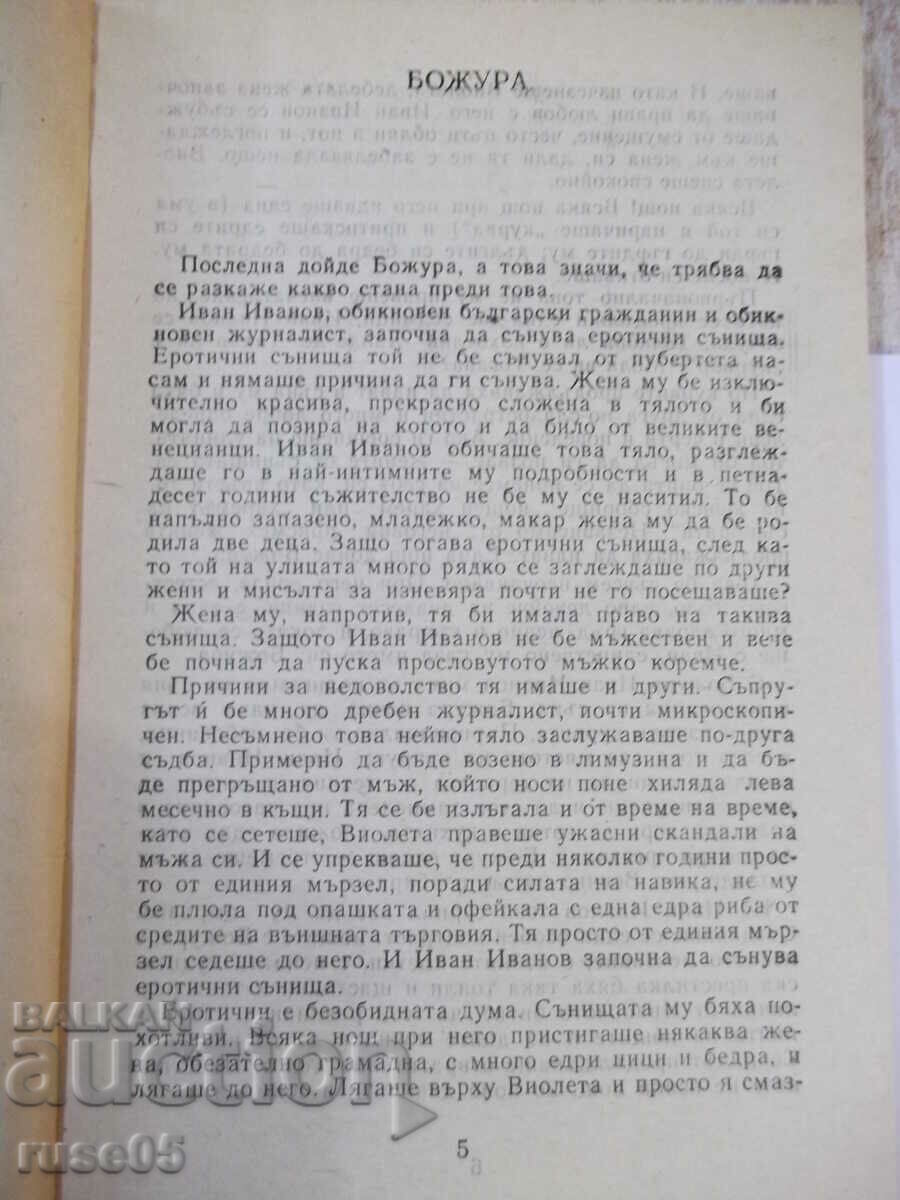 БОЖУРА
Последна дойде Божура, а това значи, че трябва да
се разкаже какво стана преди това.
Иван Иванов, обикновен български гражданин и обик-
новен журналист, започна да сънува еротични сънища.
Еротични сънища той не бе сънувал от пубертета на-
сам и нямаше причина да ги сънува. Жена му бе изклю-
чително красива, прекрасно сложена в тялото и би
могла да позира на когото и да било от великите ве-
нецианци. Иван Иванов обичаше това тяло, разглеж-
даше го в най-интимните му подробности и в петна-
десет години съжителство не бе му се наситил. То бе
напълно запазено, младежко, макар жена му да бе ро-
дила две деца. Защо тогава еротични сънища, след ка-
то той на улицата много рядко се заглеждаше по други
жени и мисълта за изневяра почти не го посещаваше?
Жена му, напротив, тя би имала право на такива
сънища. Защото Иван Иванов не бе мъжествен и вече
бе почнал да пуска прословутото мъжко коремче.
Причини за недоволство тя имаше и други. Съпру-
гът ѝ бе много дребен журналист, почти микроскопи-
чен. Несъмнено това нейно тяло заслужаваше по-друга
съдба. Примерно да бъде возено в лимузина и да бъ-
де прегръщано от мъж, който носи поне хиляда лева
месечно в къщи. Тя се бе излъгала и от време на време,
като се сетеше, Виолета правеше ужасни скандали на
мъжа си. И се упрекваше, че преди няколко години прос-
то от единия мързел, поради силата на навика, не му
бе плюла под опашката и офейкала с една едра риба от
средите на външната търговия. Тя просто от единия мър-
зел седеше до него. И Иван Иванов започна да сънува
еротични сънища.
Еротични е безобидната дума. Сънищата му бяха по-
хотливи. Всяка нощ при него пристигаше някаква же-
на, обезателно грамадна, с много едри цици и бедра, и
лягаше до него. Лягаше върху Виолета и просто я смаз-
5
BALKAN
auction
ruse05